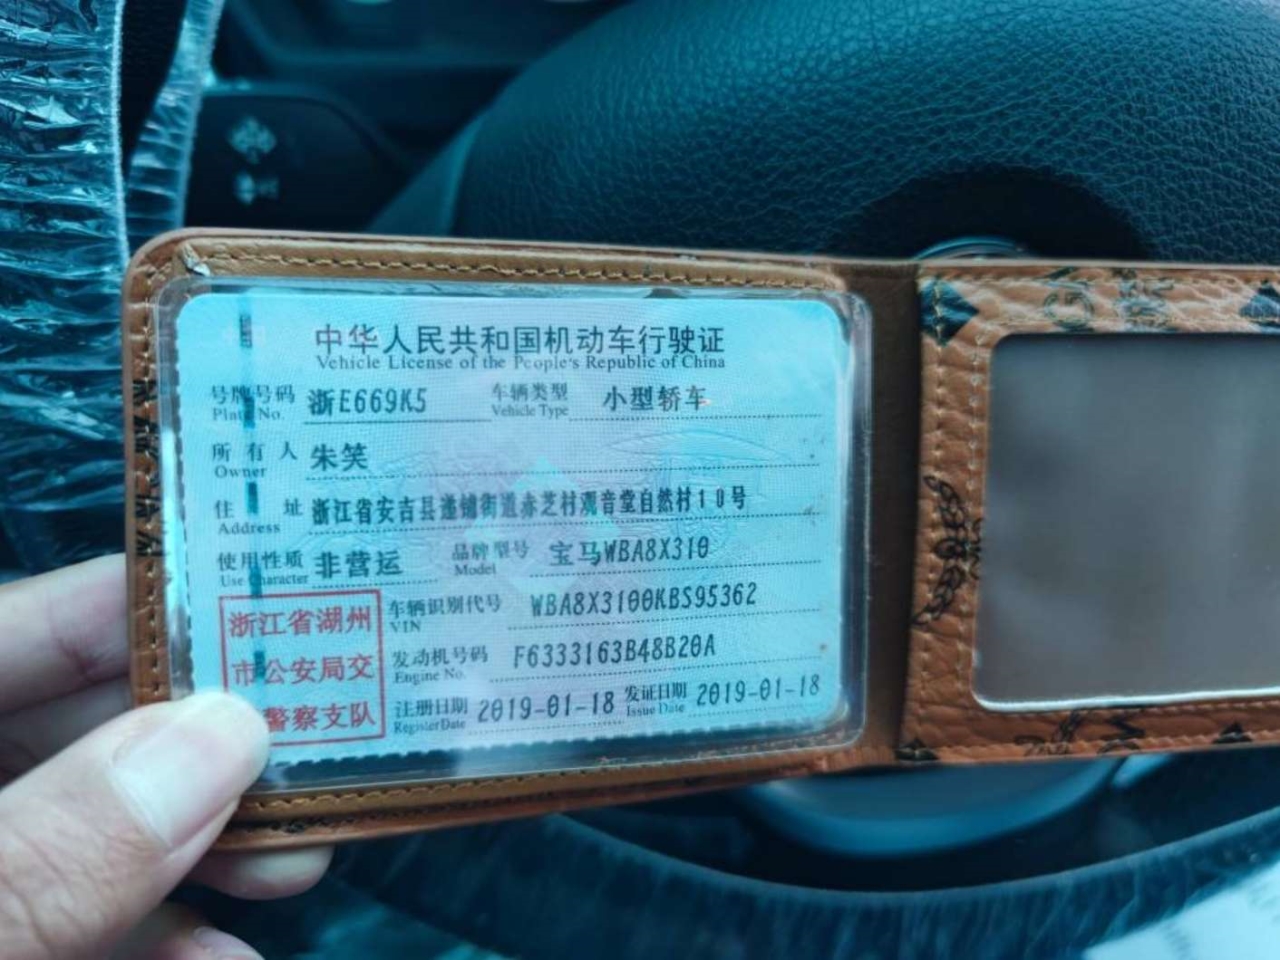 中华人民共和国机动车行驶证
Vehicle License of the People's Republic of China
号牌号码 浙E669K5 车辆类型 小型轿车
Plate No. Vehicle Type
所有人 朱笑
Owner
住址 浙江省安吉县递铺街道赤芝村观音堂自然村10号
Address
使用性质 非营运 品牌型号 宝马WBA8X310
Use Character Model
浙江省湖州
市公安局交
警察支队
车辆识别代号 WBA8X3100KBS95362
VIN
发动机号码 F6333163B48B20A
Engine No.
注册日期 2019-01-18 发证日期 2019-01-18
Register Date Issue Date